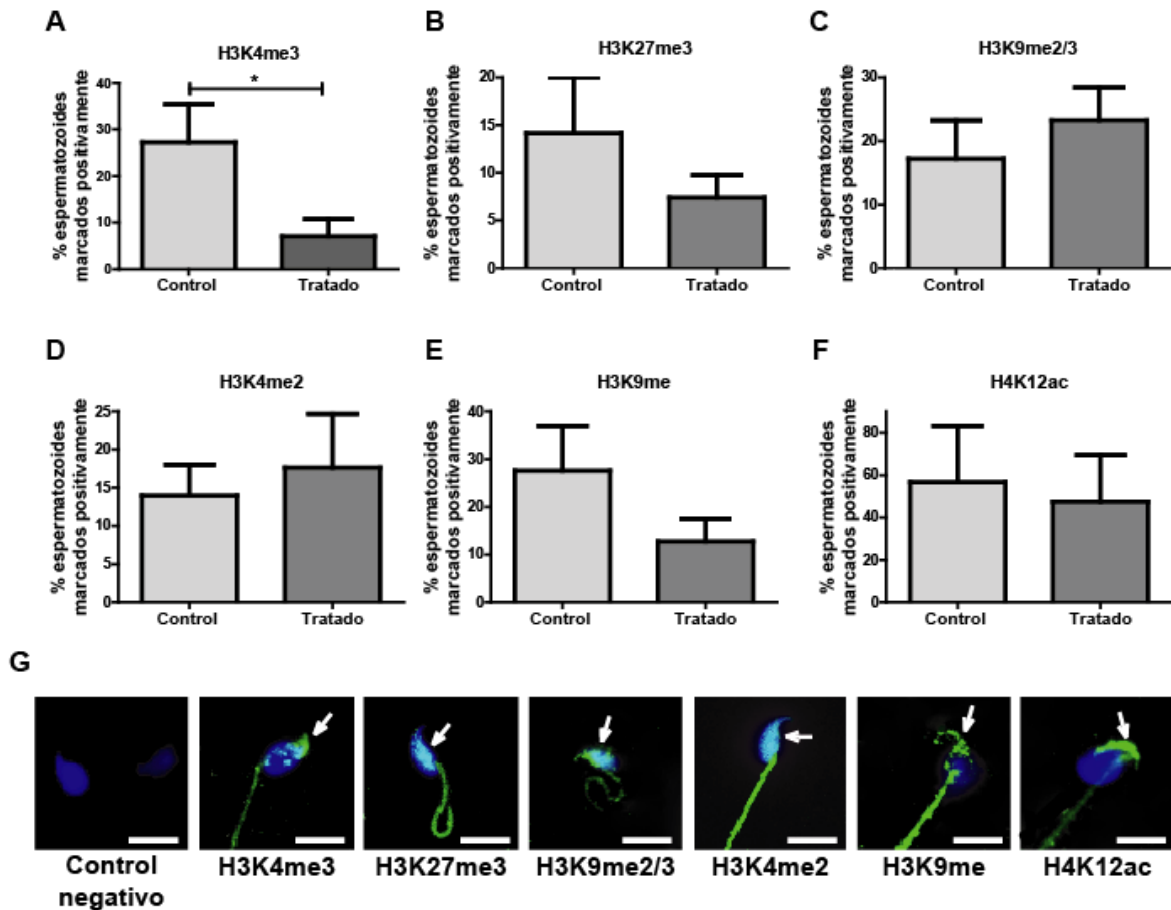 A
H3K4me3
*
% espermatozoides
marcados positivamente
40
30
20
10
0
Control
Tratado
B
H3K27me3
% espermatozoides
marcados positivamente
20
15
10
5
0
Control
Tratado
C
H3K9me2/3
% espermatozoides
marcados positivamente
30
20
10
0
Control
Tratado
D
H3K4me2
% espermatozoides
marcados positivamente
25
20
15
10
5
0
Control
Tratado
E
H3K9me
% espermatozoides
marcados positivamente
40
30
20
10
0
Control
Tratado
F
H4K12ac
% espermatozoides
marcados positivamente
80
60
40
20
0
Control
Tratado
G
Control
negativo
H3K4me3
H3K27me3
H3K9me2/3
H3K4me2
H3K9me
H4K12ac